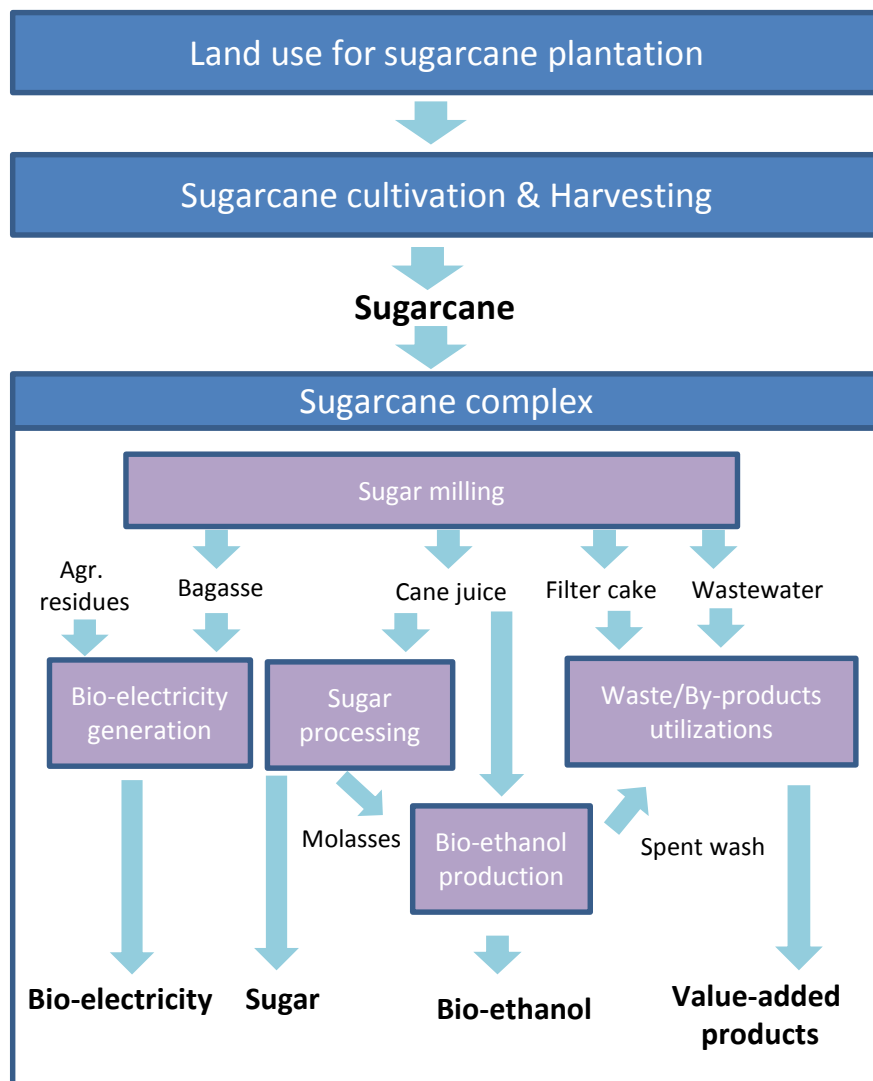 Land use for sugarcane plantation
Sugarcane cultivation & Harvesting
Sugarcane
Sugarcane complex
Sugar milling
Agr.
residues
Bagasse
Cane juice
Filter cake
Wastewater
Bio-electricity
generation
Sugar
processing
Waste/By-products
utilizations
Molasses
Bio-ethanol
production
Spent wash
Bio-electricity
Sugar
Bio-ethanol
Value-added
products